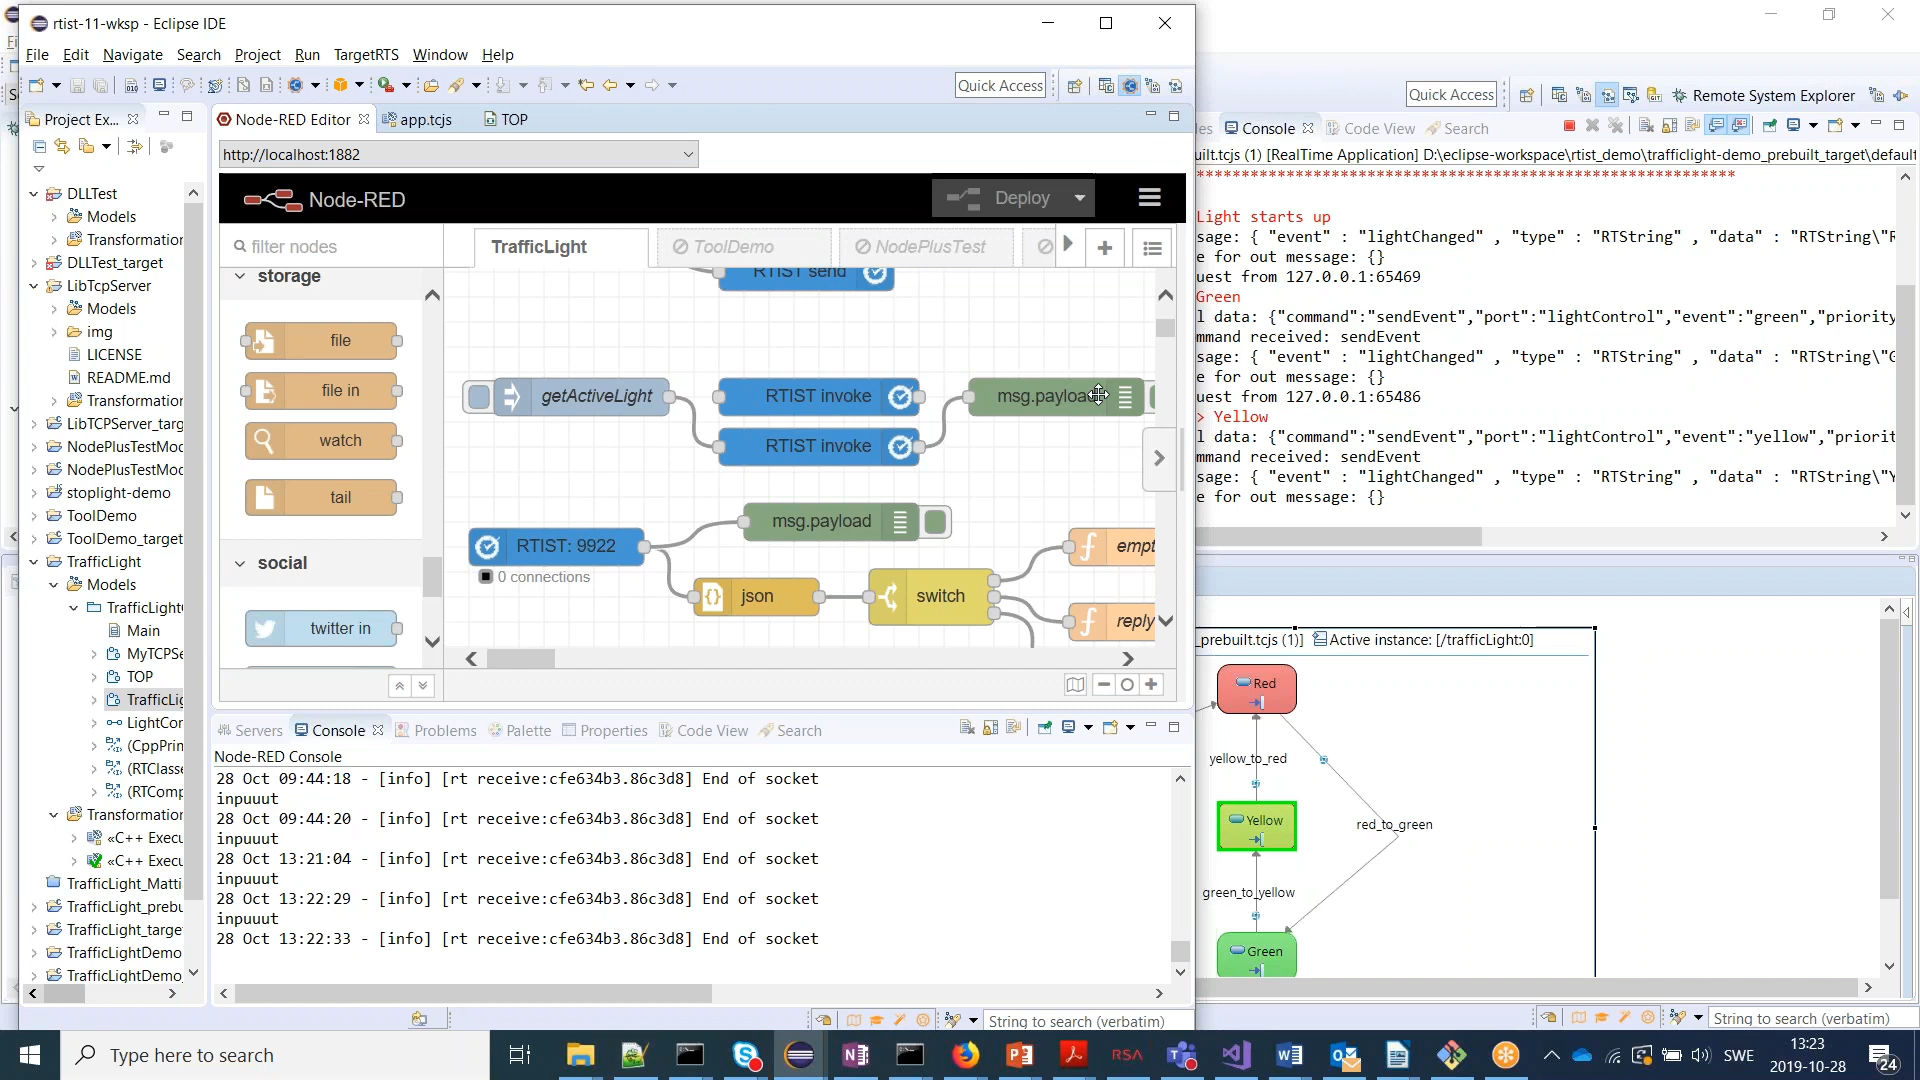 rtist-11-wksp - Eclipse IDE
File Edit Navigate Search Project Run TargetRTS Window Help
Quick Access
Project Ex...
Node-RED Editor
app.tcjs
TOP
http://localhost:1882
Node-RED
Deploy
filter nodes
TrafficLight
ToolDemo
NodePlusTest
storage
file
file in
watch
tail
social
twitter in
RTIST send
getActiveLight
RTIST invoke
msg.payload
RTIST invoke
msg.payload
RTIST: 9922
0 connections
json
switch
empt
reply
DLLTest
Models
Transformatior
DLLTest_target
LibTcpServer
Models
img
LICENSE
README.md
Transformatior
LibTCPServer_targ
NodePlusTestMoc
NodePlusTestMoc
stoplight-demo
ToolDemo
ToolDemo_target
TrafficLight
Models
TrafficLight
Main
MyTCPSe
TOP
TrafficLig
LightCor
(CppPrin
(RTClasse
(RTComp
Transformatior
«C++ Execu
«C++ Execu
TrafficLight_Matti
TrafficLight_prebu
TrafficLight_targe
TrafficLightDemo
TrafficLightDemo
Servers Console Problems Palette Properties Code View Search
Node-RED Console
28 Oct 09:44:18 - [info] [rt receive:cfe634b3.86c3d8] End of socket
inpuuut
28 Oct 09:44:20 - [info] [rt receive:cfe634b3.86c3d8] End of socket
inpuuut
28 Oct 13:21:04 - [info] [rt receive:cfe634b3.86c3d8] End of socket
inpuuut
28 Oct 13:22:29 - [info] [rt receive:cfe634b3.86c3d8] End of socket
inpuuut
28 Oct 13:22:33 - [info] [rt receive:cfe634b3.86c3d8] End of socket
String to search (verbatim)
Quick Access
Remote System Explorer
les Console Code View Search
uilt.tcjs (1) [RealTime Application] D:\eclipse-workspace\rtist_demo\trafficlight-demo_prebuilt_target\default
************************************************************
Light starts up
sage: { "event" : "lightChanged" , "type" : "RTString" , "data" : "RTString\"R
e for out message: {}
uest from 127.0.0.1:65469
Green
l data: {"command":"sendEvent","port":"lightControl","event":"green","priority
mmand received: sendEvent
sage: { "event" : "lightChanged" , "type" : "RTString" , "data" : "RTString\"G
e for out message: {}
uest from 127.0.0.1:65486
> Yellow
l data: {"command":"sendEvent","port":"lightControl","event":"yellow","priorit
mmand received: sendEvent
sage: { "event" : "lightChanged" , "type" : "RTString" , "data" : "RTString\"Y
e for out message: {}
_prebuilt.tcjs (1)] Active instance: [/trafficLight:0]
Red
yellow_to_red
Yellow
red_to_green
green_to_yellow
Green
String to search (verbatim)
Type here to search
RSA
SWE
13:23
2019-10-28
24